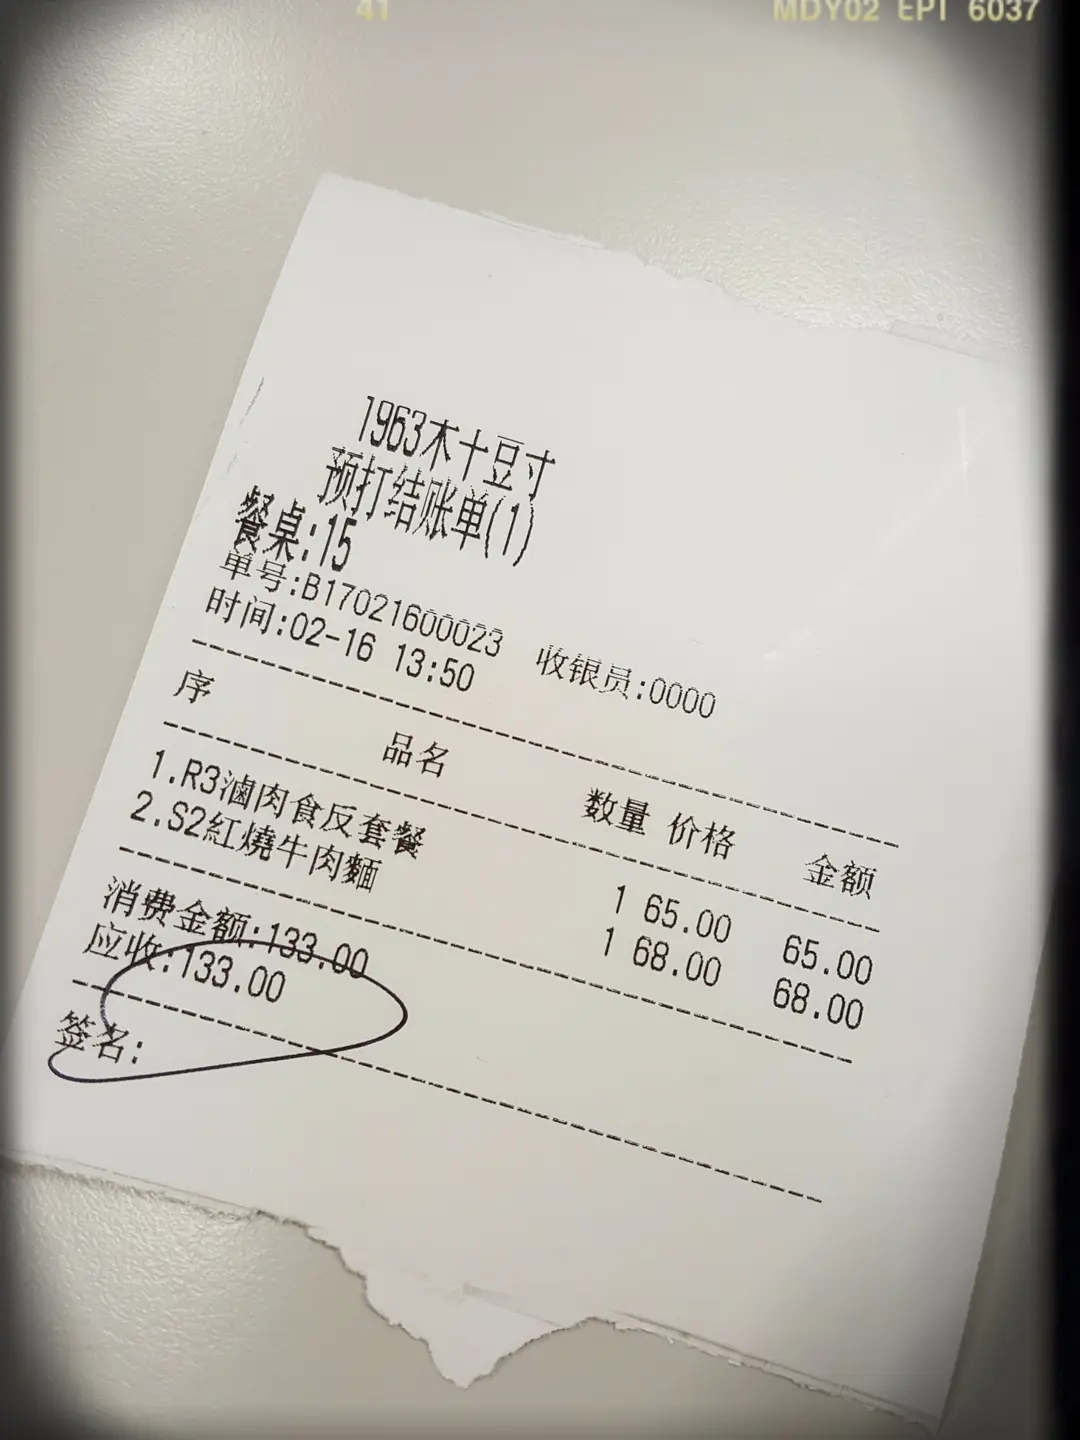 41 MDY02 EPT 6037
1963木十豆寸
预打结账单(1)
餐桌:15
单号:B17021600023 收银员:0000
时间:02-16 13:50
序 品名 数量 价格 金额
1.R3滷肉食反套餐 1 65.00 65.00
2.S2紅燒牛肉麵 1 68.00 68.00
消费金额:133.00
应收:133.00
签名: